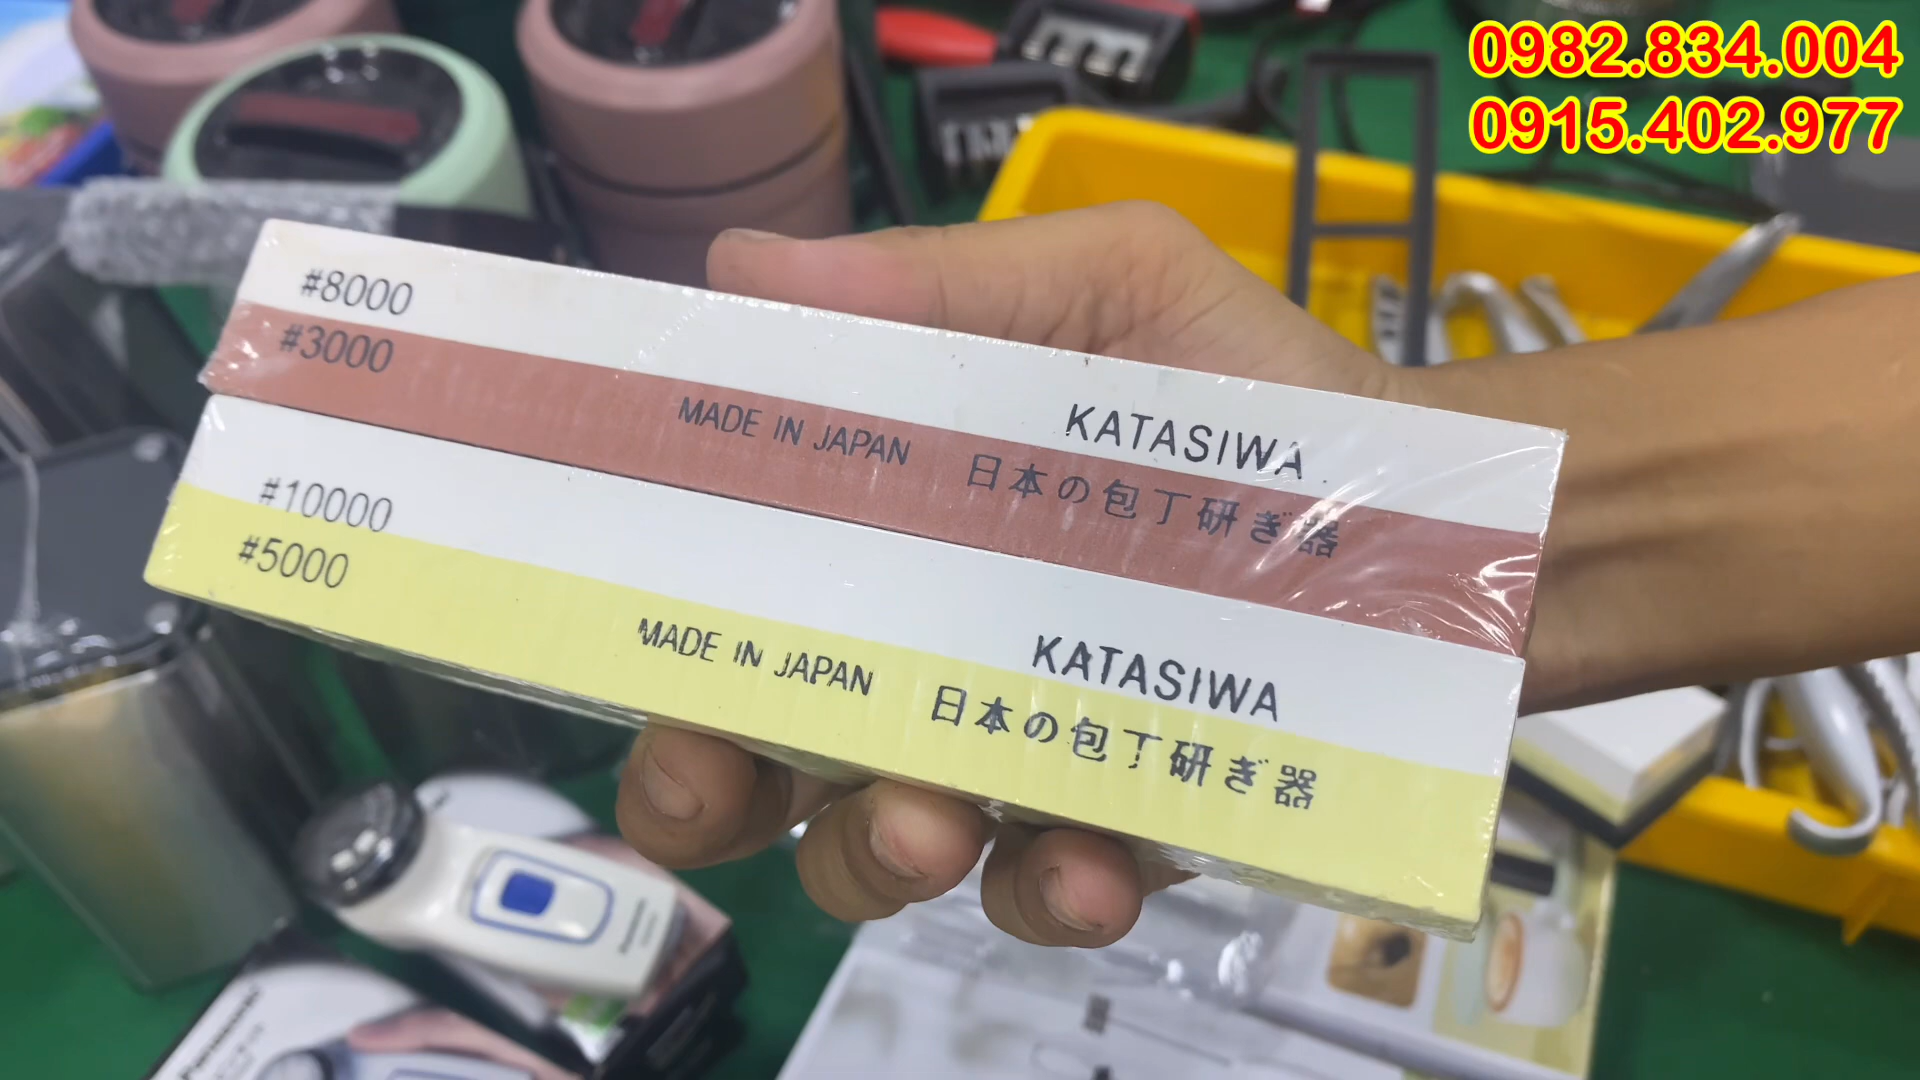 0982.834.004
0915.402.977
#8000
#3000
KATASIWA
MADE IN JAPAN
日本の包丁研ぎ器
#10000
#5000
KATASIWA
MADE IN JAPAN
日本の包丁研ぎ器
Panasonic